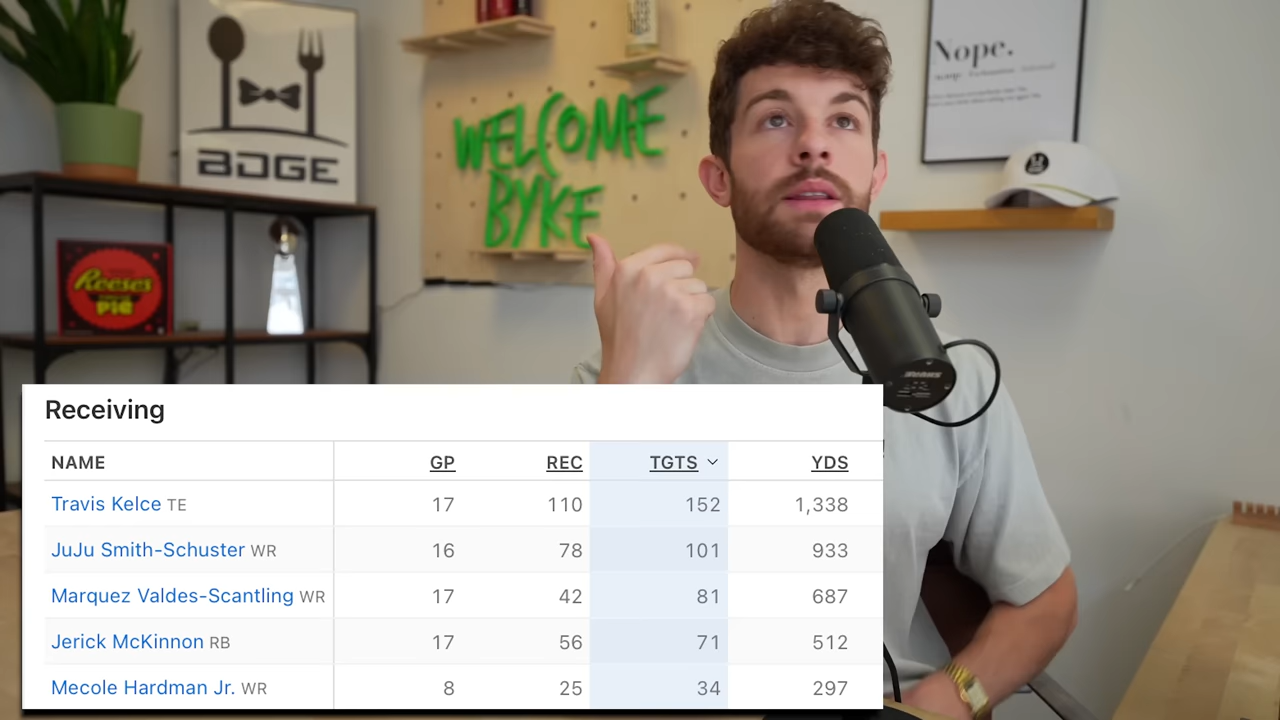 BDGE
WELCOME
BYKE
Nope.
Reese's
PIE
Receiving
NAME GP REC TGTS YDS
Travis Kelce TE 17 110 152 1,338
JuJu Smith-Schuster WR 16 78 101 933
Marquez Valdes-Scantling WR 17 42 81 687
Jerick McKinnon RB 17 56 71 512
Mecole Hardman Jr. WR 8 25 34 297